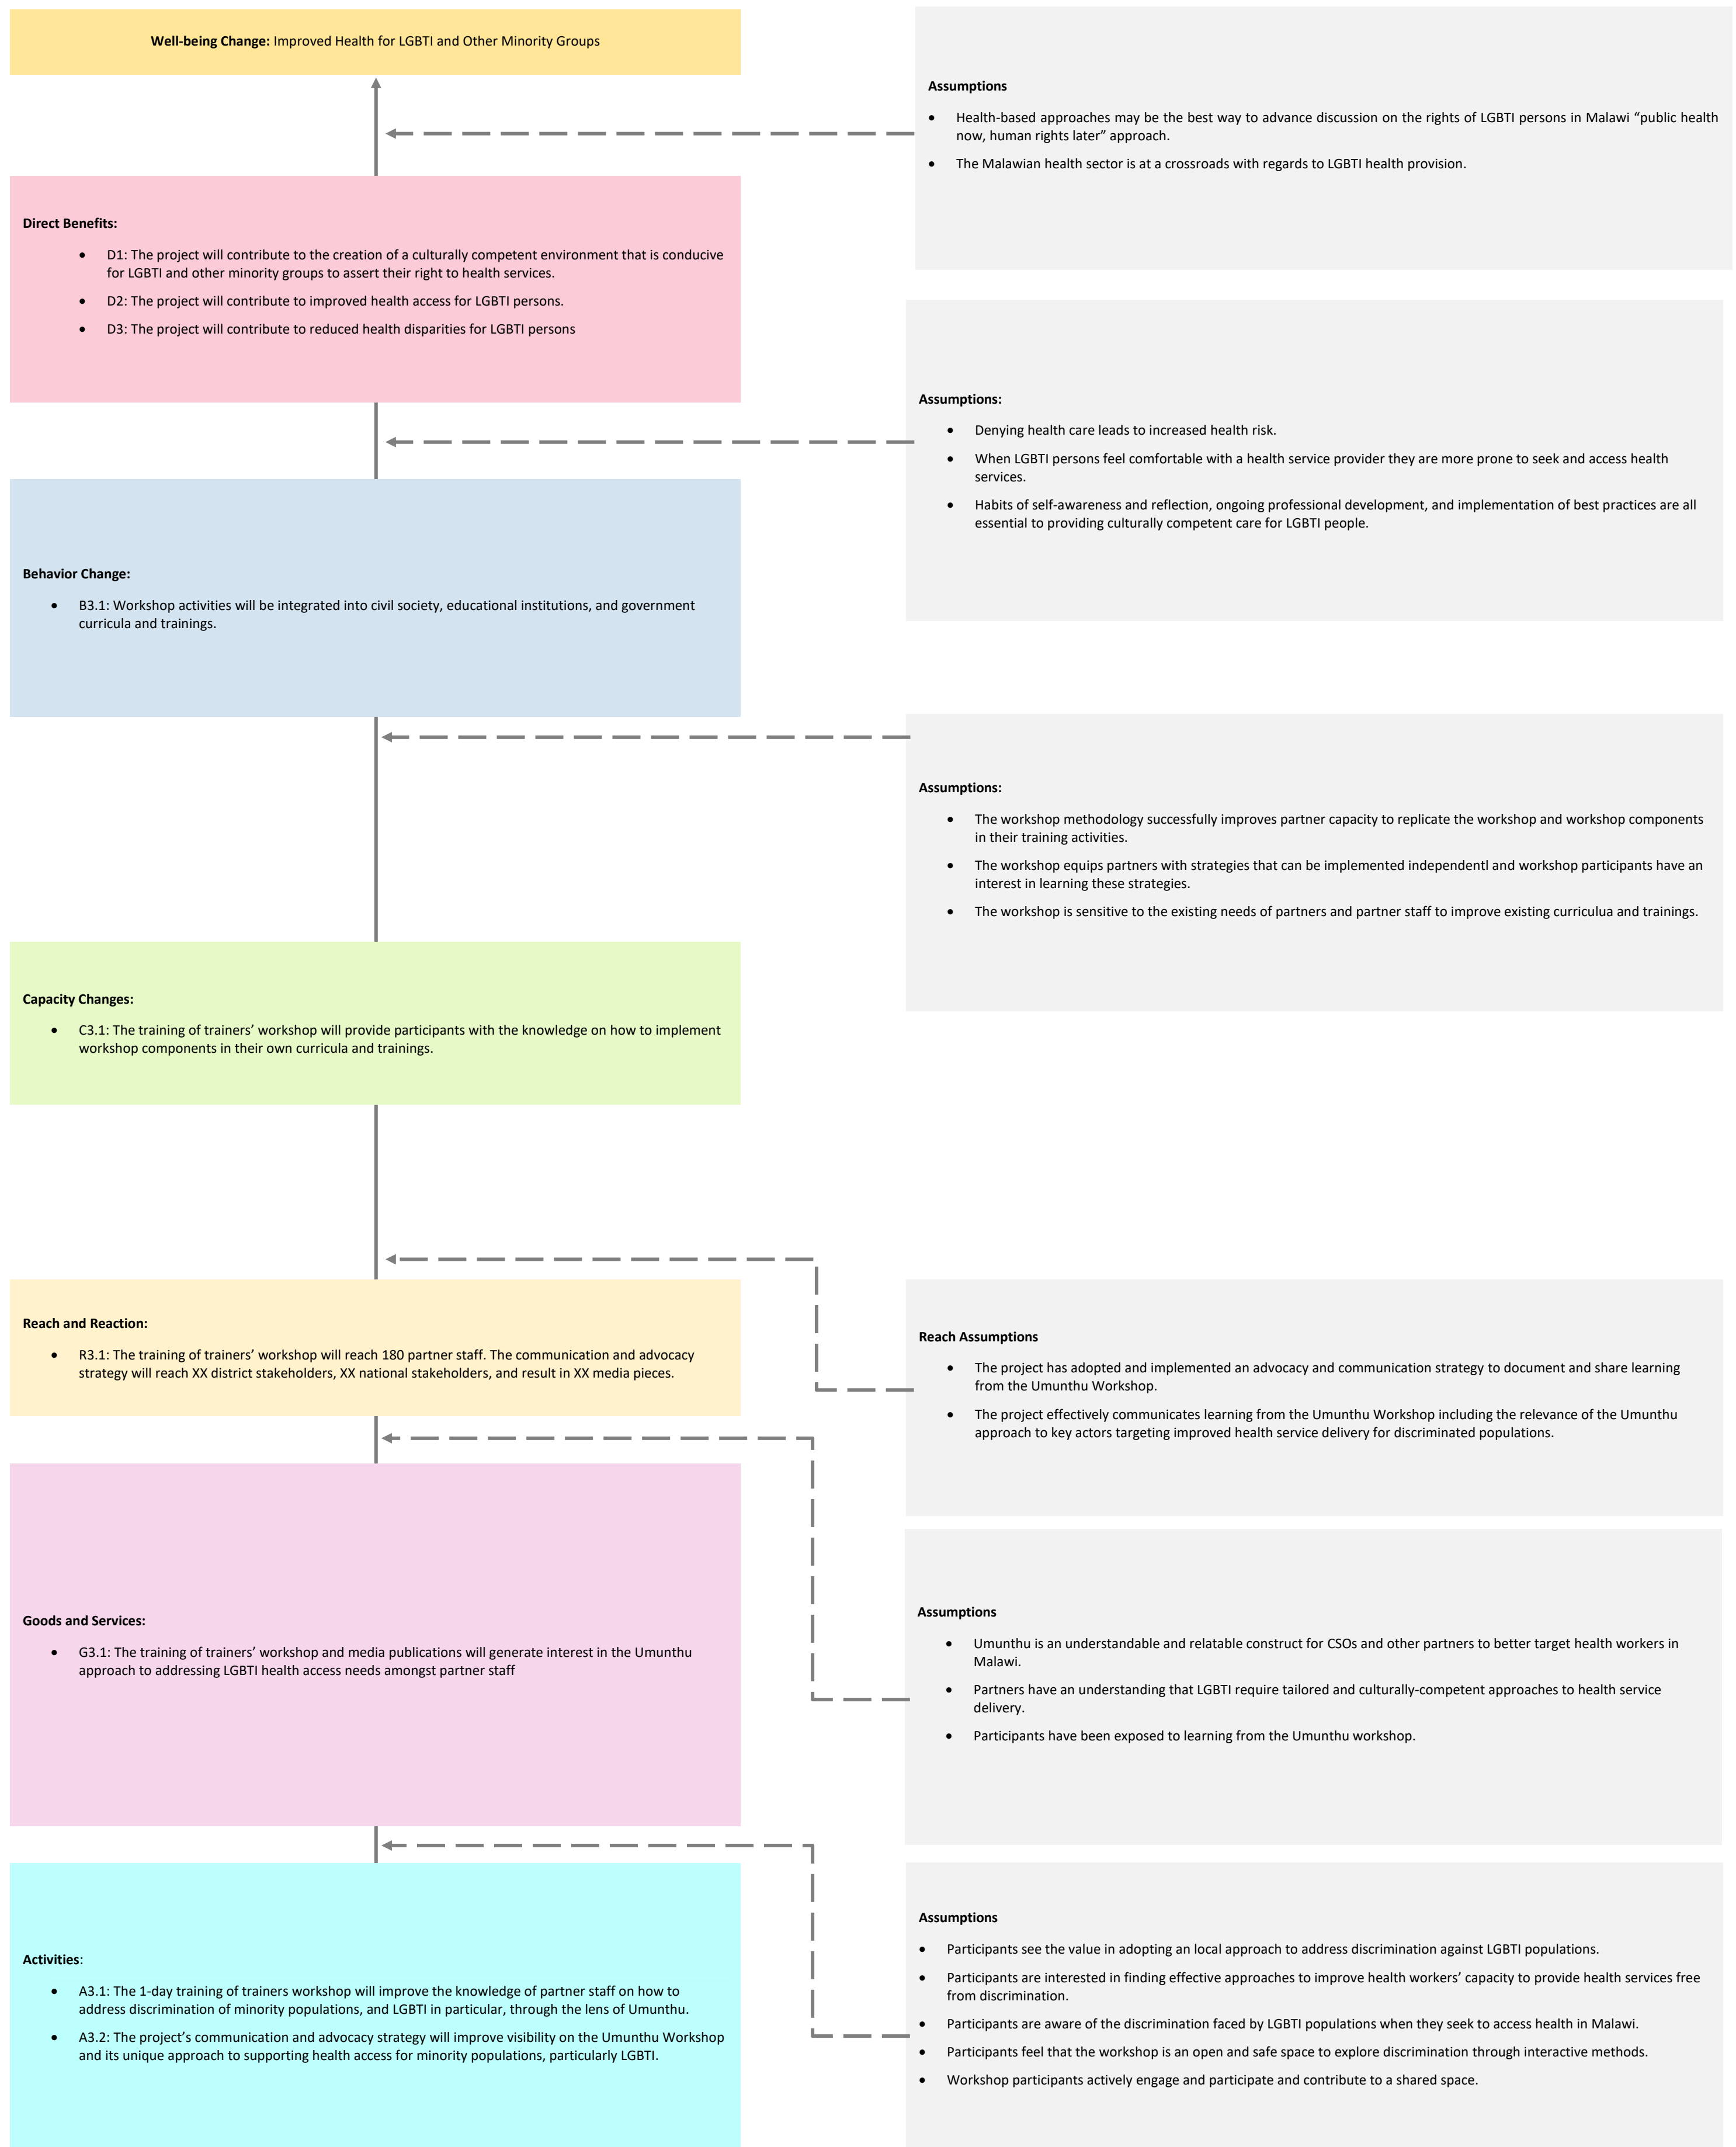 Well-being Change: Improved Health for LGBTI and Other Minority Groups
Assumptions
• Health-based approaches may be the best way to advance discussion on the rights of LGBTI persons in Malawi “public health
now, human rights later” approach.
• The Malawian health sector is at a crossroads with regards to LGBTI health provision.
Direct Benefits:
• D1: The project will contribute to the creation of a culturally competent environment that is conducive
for LGBTI and other minority groups to assert their right to health services.
• D2: The project will contribute to improved health access for LGBTI persons.
• D3: The project will contribute to reduced health disparities for LGBTI persons
Assumptions:
• Denying health care leads to increased health risk.
• When LGBTI persons feel comfortable with a health service provider they are more prone to seek and access health
services.
• Habits of self-awareness and reflection, ongoing professional development, and implementation of best practices are all
essential to providing culturally competent care for LGBTI people.
Behavior Change:
• B3.1: Workshop activities will be integrated into civil society, educational institutions, and government
curricula and trainings.
Assumptions:
• The workshop methodology successfully improves partner capacity to replicate the workshop and workshop components
in their training activities.
• The workshop equips partners with strategies that can be implemented independentl and workshop participants have an
interest in learning these strategies.
• The workshop is sensitive to the existing needs of partners and partner staff to improve existing curriculua and trainings.
Capacity Changes:
• C3.1: The training of trainers’ workshop will provide participants with the knowledge on how to implement
workshop components in their own curricula and trainings.
Reach and Reaction:
• R3.1: The training of trainers’ workshop will reach 180 partner staff. The communication and advocacy
strategy will reach XX district stakeholders, XX national stakeholders, and result in XX media pieces.
Reach Assumptions
• The project has adopted and implemented an advocacy and communication strategy to document and share learning
from the Umunthu Workshop.
• The project effectively communicates learning from the Umunthu Workshop including the relevance of the Umunthu
approach to key actors targeting improved health service delivery for discriminated populations.
Goods and Services:
• G3.1: The training of trainers’ workshop and media publications will generate interest in the Umunthu
approach to addressing LGBTI health access needs amongst partner staff
Assumptions
• Umunthu is an understandable and relatable construct for CSOs and other partners to better target health workers in
Malawi.
• Partners have an understanding that LGBTI require tailored and culturally-competent approaches to health service
delivery.
• Participants have been exposed to learning from the Umunthu workshop.
Activities:
• A3.1: The 1-day training of trainers workshop will improve the knowledge of partner staff on how to
address discrimination of minority populations, and LGBTI in particular, through the lens of Umunthu.
• A3.2: The project’s communication and advocacy strategy will improve visibility on the Umunthu Workshop
and its unique approach to supporting health access for minority populations, particularly LGBTI.
Assumptions
• Participants see the value in adopting an local approach to address discrimination against LGBTI populations.
• Participants are interested in finding effective approaches to improve health workers’ capacity to provide health services free
from discrimination.
• Participants are aware of the discrimination faced by LGBTI populations when they seek to access health in Malawi.
• Participants feel that the workshop is an open and safe space to explore discrimination through interactive methods.
• Workshop participants actively engage and participate and contribute to a shared space.